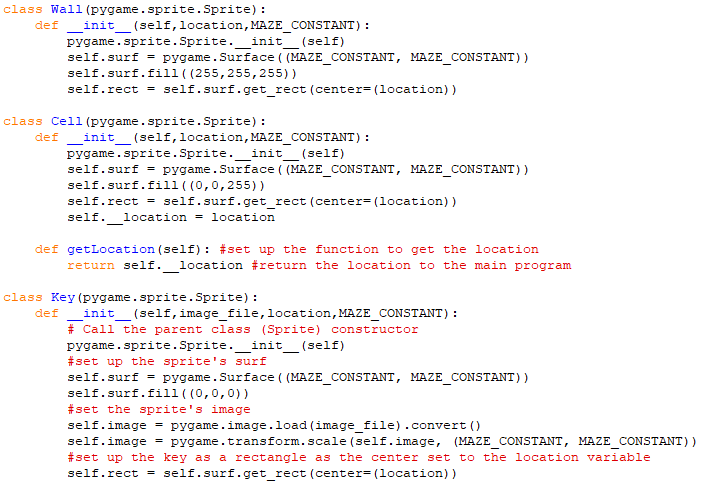 class Wall(pygame.sprite.Sprite):
    def __init__(self,location,MAZE_CONSTANT):
        pygame.sprite.Sprite.__init__(self)
        self.surf = pygame.Surface((MAZE_CONSTANT, MAZE_CONSTANT))
        self.surf.fill((255,255,255))
        self.rect = self.surf.get_rect(center=(location))

class Cell(pygame.sprite.Sprite):
    def __init__(self,location,MAZE_CONSTANT):
        pygame.sprite.Sprite.__init__(self)
        self.surf = pygame.Surface((MAZE_CONSTANT, MAZE_CONSTANT))
        self.surf.fill((0,0,255))
        self.rect = self.surf.get_rect(center=(location))
        self.__location = location

    def getLocation(self): #set up the function to get the location
        return self.__location #return the location to the main program

class Key(pygame.sprite.Sprite):
    def __init__(self,image_file,location,MAZE_CONSTANT):
        # Call the parent class (Sprite) constructor
        pygame.sprite.Sprite.__init__(self)
        #set up the sprite's surf
        self.surf = pygame.Surface((MAZE_CONSTANT, MAZE_CONSTANT))
        self.surf.fill((0,0,0))
        #set the sprite's image
        self.image = pygame.image.load(image_file).convert()
        self.image = pygame.transform.scale(self.image, (MAZE_CONSTANT, MAZE_CONSTANT))
        #set up the key as a rectangle as the center set to the location variable
        self.rect = self.surf.get_rect(center=(location))